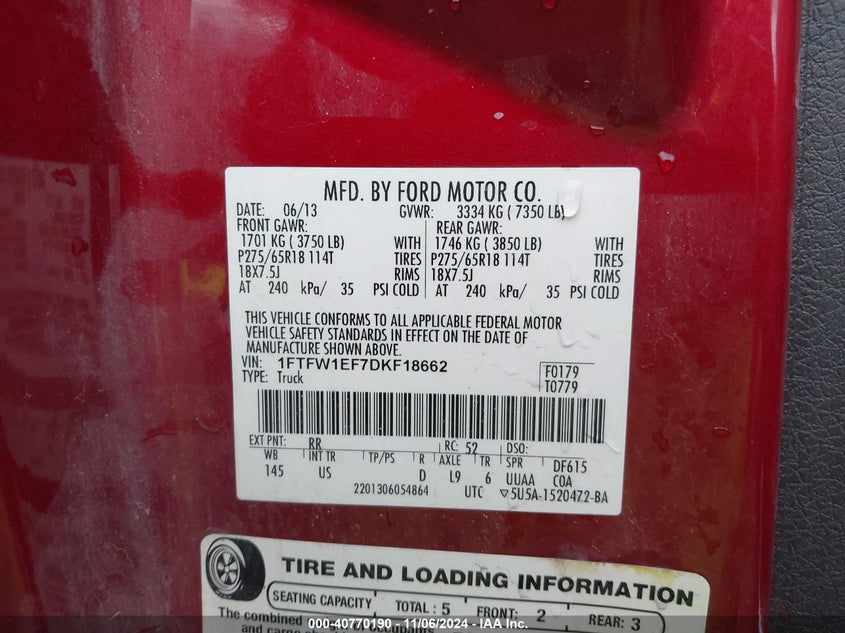 MFD. BY FORD MOTOR CO.
DATE: 06/13 GVWR: 3334 KG ( 7350 LB)
FRONT GAWR: REAR GAWR:
1701 KG ( 3750 LB) WITH 1746 KG ( 3850 LB) WITH
P275/65R18 114T TIRES P275/65R18 114T TIRES
18X7.5J RIMS 18X7.5J RIMS
AT 240 kPa/ 35 PSI COLD AT 240 kPa/ 35 PSI COLD
THIS VEHICLE CONFORMS TO ALL APPLICABLE FEDERAL MOTOR
VEHICLE SAFETY STANDARDS IN EFFECT ON THE DATE OF
MANUFACTURE SHOWN ABOVE.
VIN: 1FTFW1EF7DKF18662 F0179
TYPE: Truck T0779
EXT PNT: RR RC: 52 DSO:
WB INT TR TP/PS R AXLE TR SPR DF615
145 US D L9 6 UUAA COA
2201306054864 UTC ▽5U5A-1520472-BA
TIRE AND LOADING INFORMATION
SEATING CAPACITY TOTAL : 5 FRONT: 2 REAR: 3
The combined of occupants
000-40770190 - 11/06/2024 - IAA Inc.